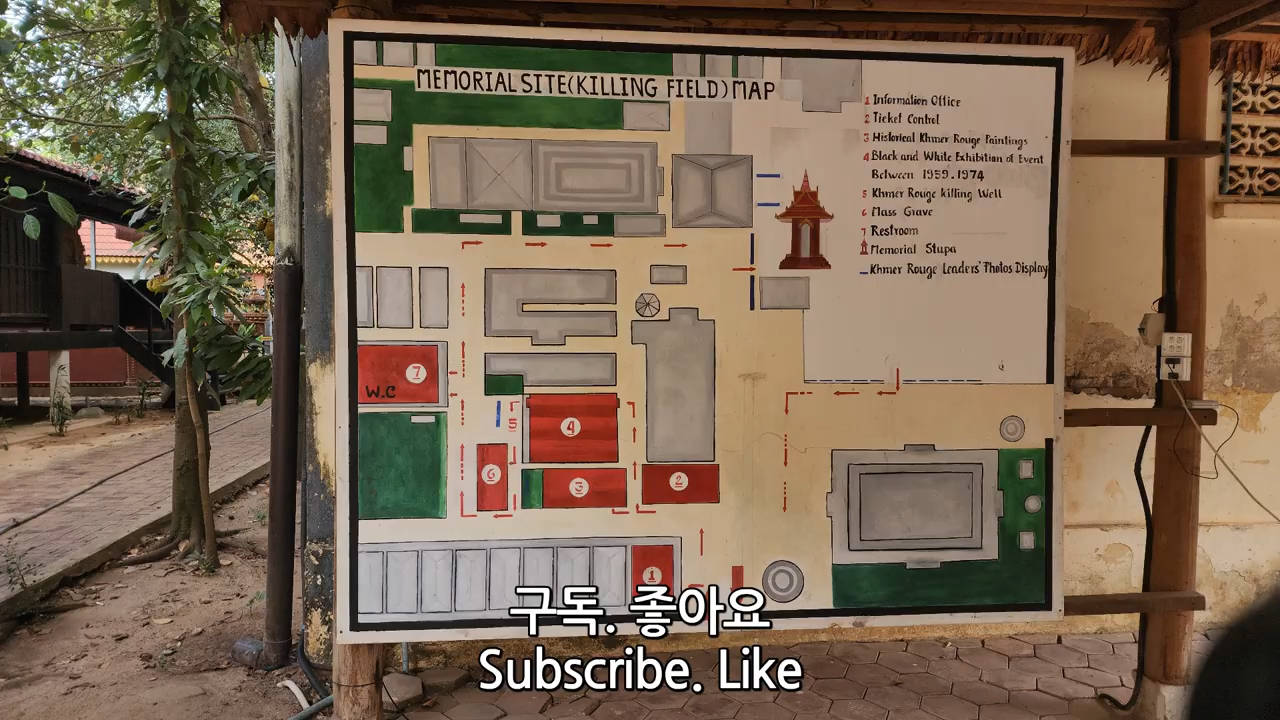 MEMORIAL SITE(KILLING FIELD) MAP
1 Information Office
2 Ticket Control
3 Historical Khmer Rouge Paintings
4 Black and White Exhibition of Event
Between 1959.1974
5 Khmer Rouge killing Well
6 Mass Grave
7 Restroom
Memorial Stupa
Khmer Rouge Leaders' Photos Display
7
W.C
5
4
6
3
2
1
구독. 좋아요
Subscribe. Like